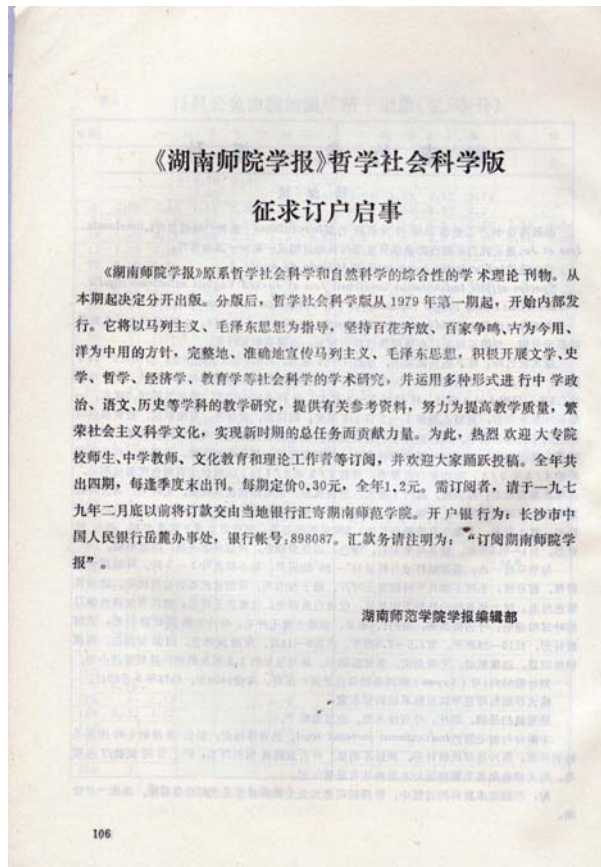 《湖南师院学报》哲学社会科学版
征求订户启事
《湖南师院学报》原系哲学社会科学和自然科学的综合性的学术理论刊物。从
本期起决定分开出版。分版后，哲学社会科学版从1979年第一期起，开始内部发
行。它将以马列主义、毛泽东思想为指导，坚持百花齐放、百家争鸣、古为今用、
洋为中用的方针，完整地、准确地宣传马列主义、毛泽东思想，积极开展文学、史
学、哲学、经济学、教育学等社会科学的学术研究，并运用多种形式进行中学政
治、语文、历史等学科的教学研究，提供有关参考资料，努力为提高教学质量，繁
荣社会主义科学文化，实现新时期的总任务而贡献力量。为此，热烈欢迎大专院
校师生、中学教师、文化教育和理论工作者等订阅，并欢迎大家踊跃投稿。全年共
出四期，每逢季度末出刊。每期定价0.30元，全年1.2元。需订阅者，请于一九七
九年二月底以前将订款交由当地银行汇寄湖南师范学院。开户银行为：长沙市中
国人民银行岳麓办事处，银行帐号：898087。汇款务请注明为：“订阅湖南师院学
报”。
湖南师范学院学报编辑部
106